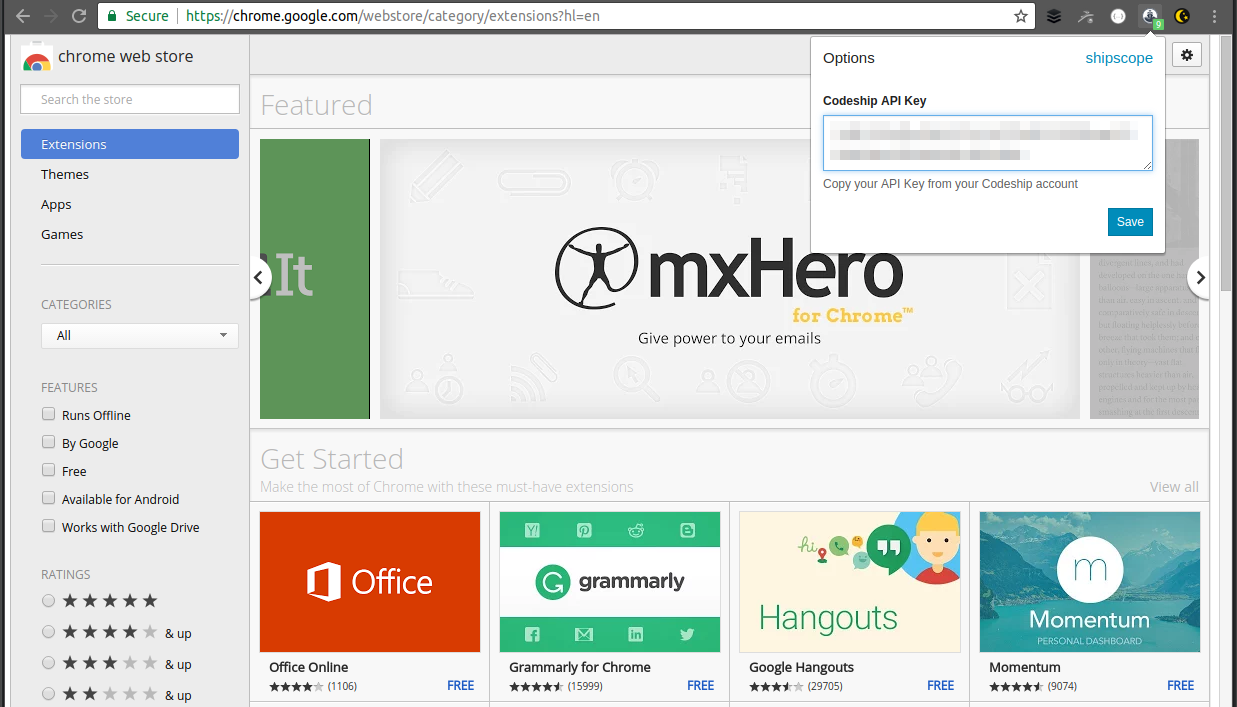 Secure https://chrome.google.com/webstore/category/extensions?hl=en
9
chrome web store
Search the store
Extensions
Themes
Apps
Games
CATEGORIES
All
FEATURES
Runs Offline
By Google
Free
Available for Android
Works with Google Drive
RATINGS
& up
& up
& up
Options
shipscope
Codeship API Key
Copy your API Key from your Codeship account
Save
Featured
It
mxHero
for Chrome™
Give power to your emails
Get Started
Make the most of Chrome with these must-have extensions
View all
Office
Office Online
(1106)
FREE
grammarly
Grammarly for Chrome
(15999)
FREE
hi
Hangouts
Google Hangouts
(29705)
FREE
m
Momentum
PERSONAL DASHBOARD
Momentum
(9074)
FREE